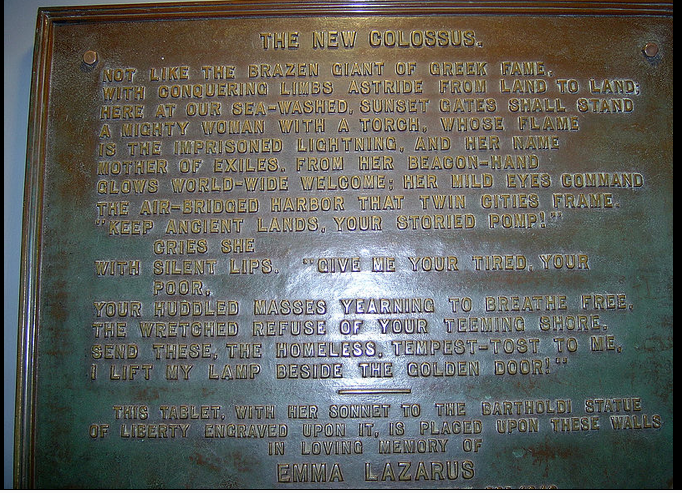 THE NEW COLOSSUS.
NOT LIKE THE BRAZEN GIANT OF GREEK FAME,
WITH CONQUERING LIMBS ASTRIDE FROM LAND TO LAND;
HERE AT OUR SEA-WASHED, SUNSET GATES SHALL STAND
A MIGHTY WOMAN WITH A TORCH, WHOSE FLAME
IS THE IMPRISONED LIGHTNING, AND HER NAME
MOTHER OF EXILES. FROM HER BEACON-HAND
GLOWS WORLD-WIDE WELCOME; HER MILD EYES COMMAND
THE AIR-BRIDGED HARBOR THAT TWIN CITIES FRAME.
"KEEP ANCIENT LANDS, YOUR STORIED POMP!"
CRIES SHE
WITH SILENT LIPS. "GIVE ME YOUR TIRED, YOUR
POOR,
YOUR HUDDLED MASSES YEARNING TO BREATHE FREE,
THE WRETCHED REFUSE OF YOUR TEEMING SHORE.
SEND THESE, THE HOMELESS, TEMPEST-TOST TO ME.
I LIFT MY LAMP BESIDE THE GOLDEN DOOR!"
THIS TABLET, WITH HER SONNET TO THE BARTHOLDI STATUE
OF LIBERTY ENGRAVED UPON IT, IS PLACED UPON THESE WALLS
IN LOVING MEMORY OF
EMMA LAZARUS